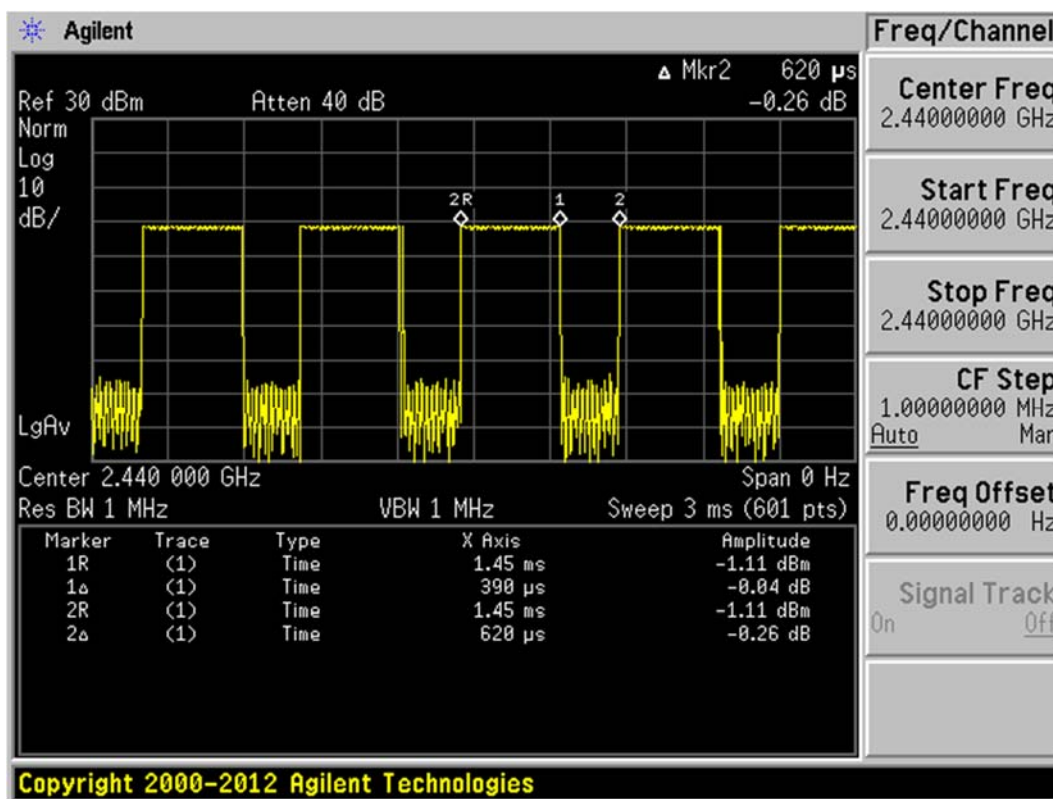 Agilent
Freq/Channel
Δ Mkr2 620 µs
Ref 30 dBm Atten 40 dB -0.26 dB
Norm
Log
10
dB/
2R 1 2
LgAv
Center 2.440 000 GHz Span 0 Hz
Res BW 1 MHz VBW 1 MHz Sweep 3 ms (601 pts)
Marker Trace Type X Axis Amplitude
1R (1) Time 1.45 ms -1.11 dBm
1Δ (1) Time 390 µs -0.04 dB
2R (1) Time 1.45 ms -1.11 dBm
2Δ (1) Time 620 µs -0.26 dB
Center Freq
2.44000000 GHz
Start Freq
2.44000000 GHz
Stop Freq
2.44000000 GHz
CF Step
1.00000000 MHz
Auto Man
Freq Offset
0.00000000 Hz
Signal Track
On Off
Copyright 2000-2012 Agilent Technologies